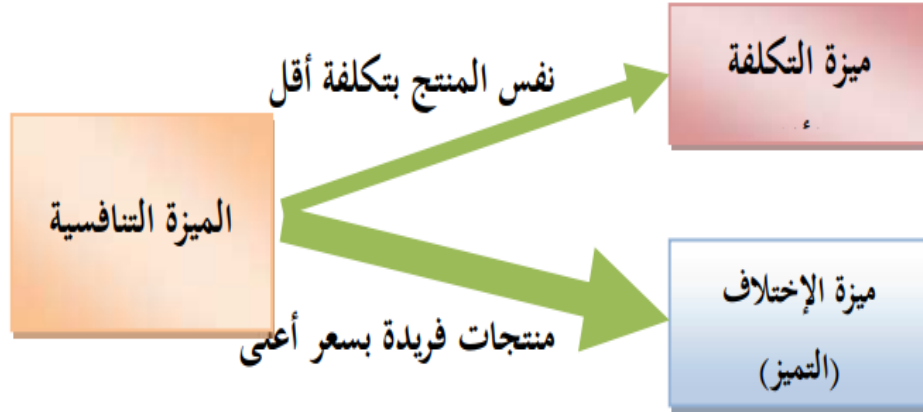 ميزة التكلفة
نفس المنتج بتكلفة أقل
الميزة التنافسية
ميزة الإختلاف
(التميز)
منتجات فريدة بسعر أعلى